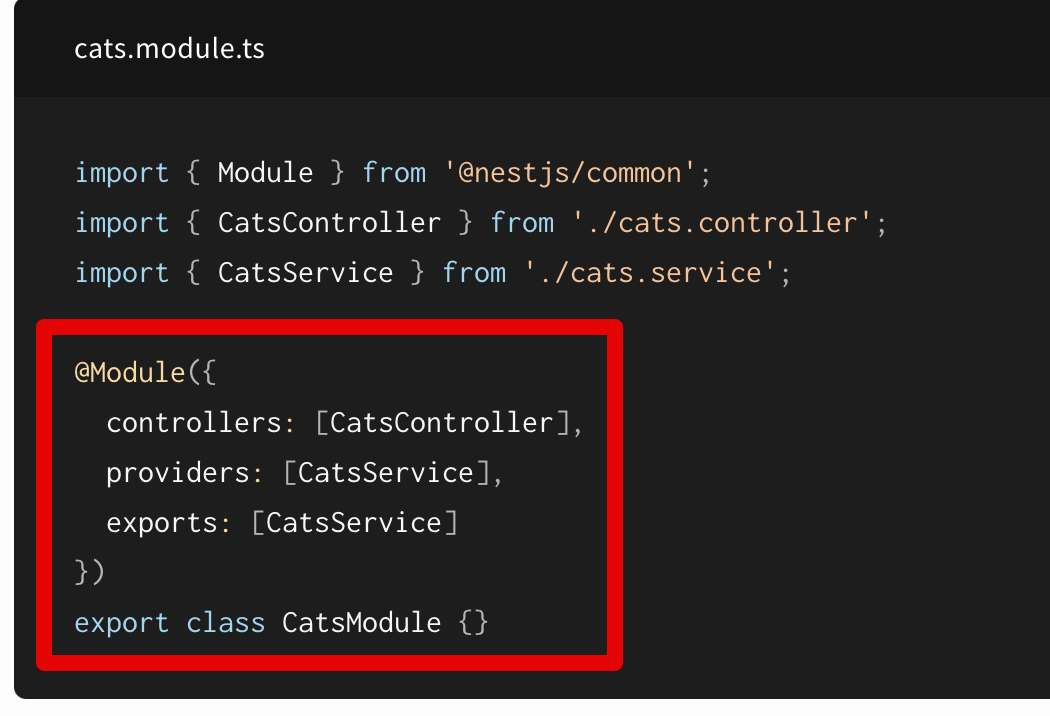 cats.module.ts
import { Module } from '@nestjs/common';
import { CatsController } from './cats.controller';
import { CatsService } from './cats.service';
@Module({
  controllers: [CatsController],
  providers: [CatsService],
  exports: [CatsService]
})
export class CatsModule {}